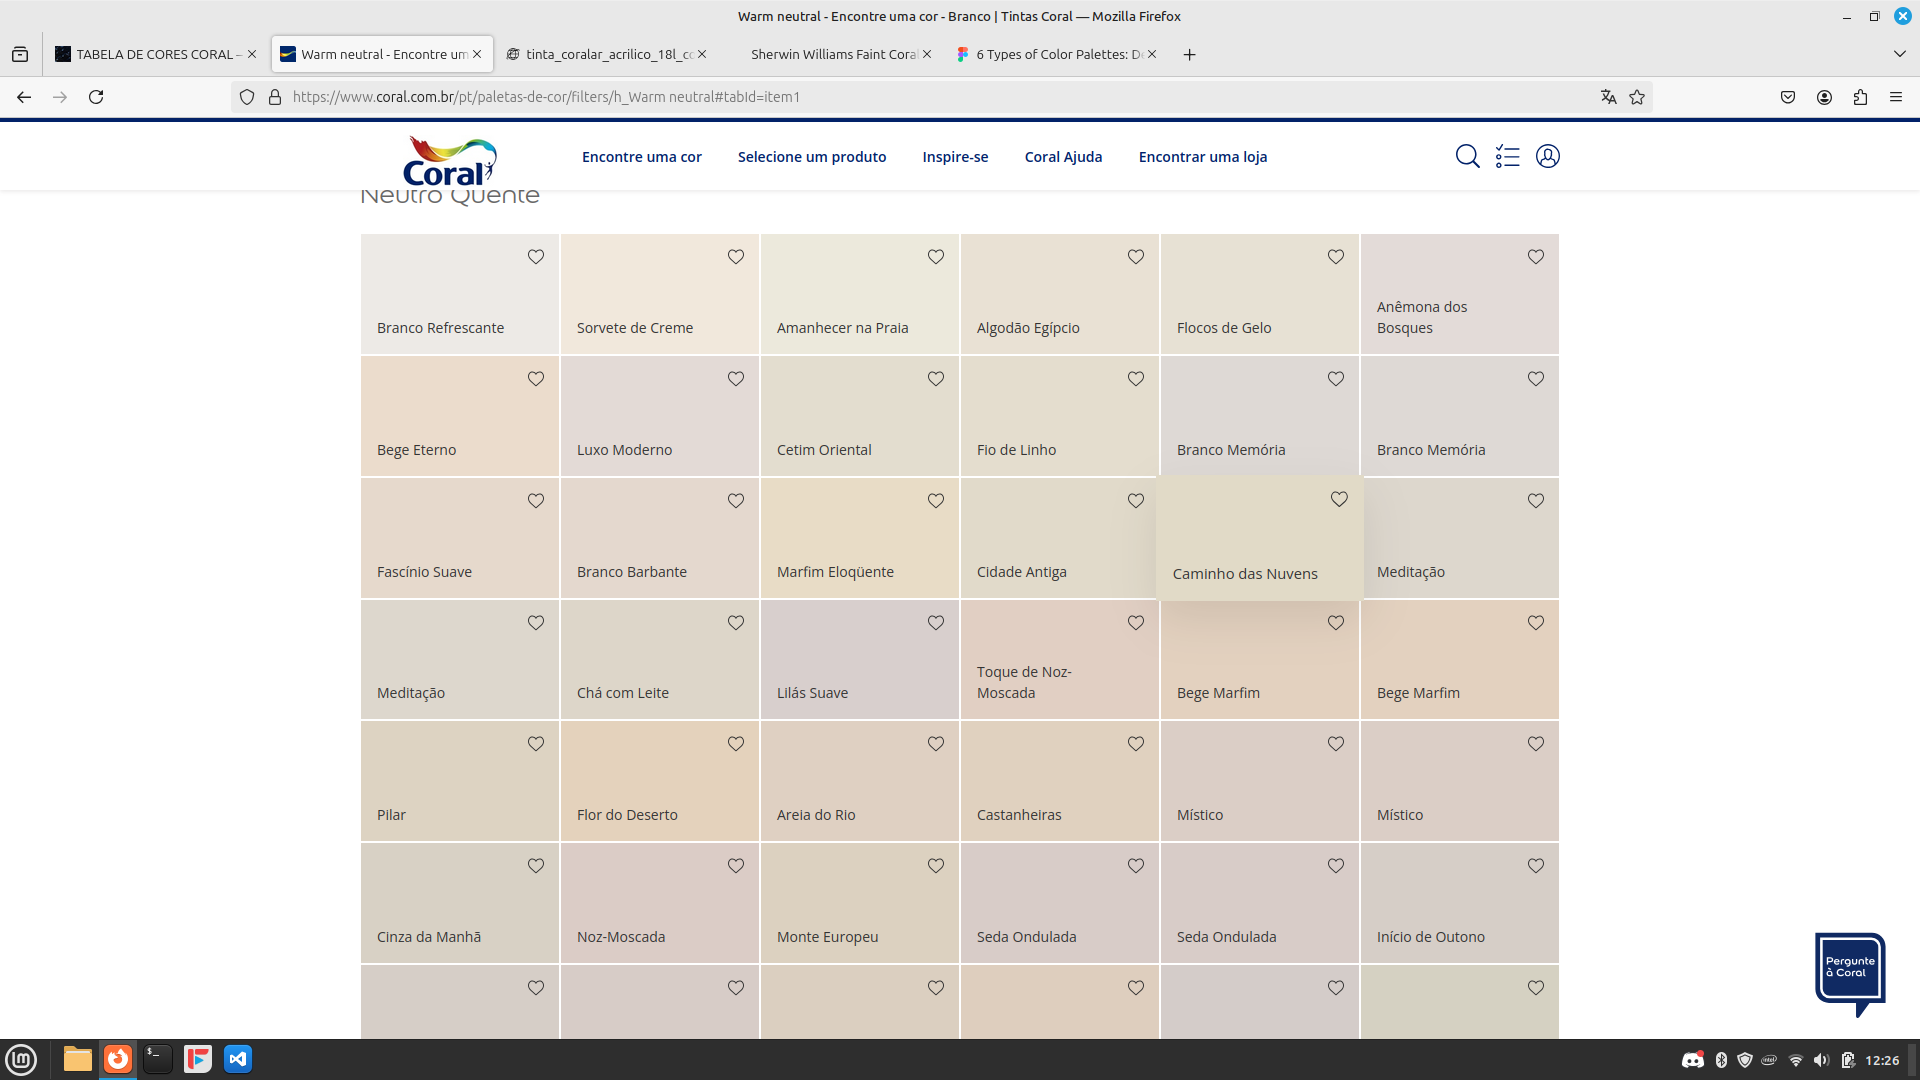 Warm neutral - Encontre uma cor - Branco | Tintas Coral — Mozilla Firefox
TABELA DE CORES CORAL –
Warm neutral - Encontre um
tinta_coralar_acrilico_18l_co
Sherwin Williams Faint Coral
6 Types of Color Palettes: De
https://www.coral.com.br/pt/paletas-de-cor/filters/h_Warm neutral#tabId=item1
Coral
Encontre uma cor
Selecione um produto
Inspire-se
Coral Ajuda
Encontrar uma loja
Neutro Quente
Branco Refrescante
Sorvete de Creme
Amanhecer na Praia
Algodão Egípcio
Flocos de Gelo
Anêmona dos
Bosques
Bege Eterno
Luxo Moderno
Cetim Oriental
Fio de Linho
Branco Memória
Branco Memória
Fascínio Suave
Branco Barbante
Marfim Eloqüente
Cidade Antiga
Caminho das Nuvens
Meditação
Meditação
Chá com Leite
Lilás Suave
Toque de Noz-
Moscada
Bege Marfim
Bege Marfim
Pilar
Flor do Deserto
Areia do Rio
Castanheiras
Místico
Místico
Cinza da Manhã
Noz-Moscada
Monte Europeu
Seda Ondulada
Seda Ondulada
Início de Outono
Pergunte
à Coral
12:26